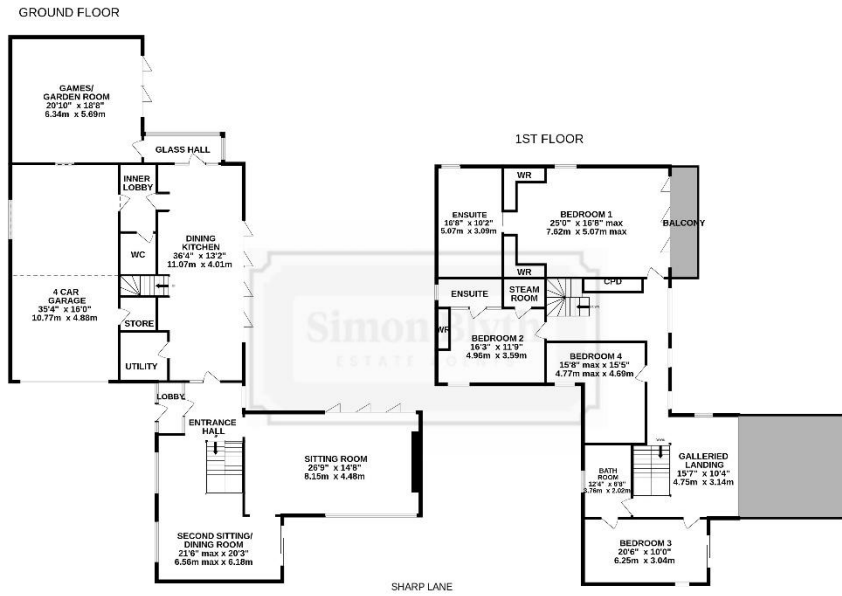 GROUND FLOOR
GAMES/
GARDEN ROOM
20'10" x 18'8"
6.34m x 5.69m
GLASS HALL
INNER
LOBBY
DINING
KITCHEN
36'4" x 13'2"
11.07m x 4.01m
WC
4 CAR
GARAGE
35'4" x 16'0"
10.77m x 4.88m
STORE
UTILITY
LOBBY
ENTRANCE
HALL
SITTING ROOM
26'9" x 14'8"
8.15m x 4.48m
SECOND SITTING/
DINING ROOM
21'6" max x 20'3"
6.56m max x 6.18m
1ST FLOOR
WR
ENSUITE
16'8" x 10'2"
5.07m x 3.09m
BEDROOM 1
25'0" x 16'8" max
7.62m x 5.07m max
BALCONY
WR
CPD
ENSUITE
STEAM
ROOM
WR
BEDROOM 2
16'3" x 11'9"
4.96m x 3.59m
BEDROOM 4
15'8" max x 15'5"
4.77m max x 4.69m
GALLERIED
LANDING
15'7" x 10'4"
4.75m x 3.14m
BATH
ROOM
12'4" x 6'8"
3.76m x 2.02m
BEDROOM 3
20'6" x 10'0"
6.25m x 3.04m
Simon Blyth
ESTATE AGENTS
SHARP LANE